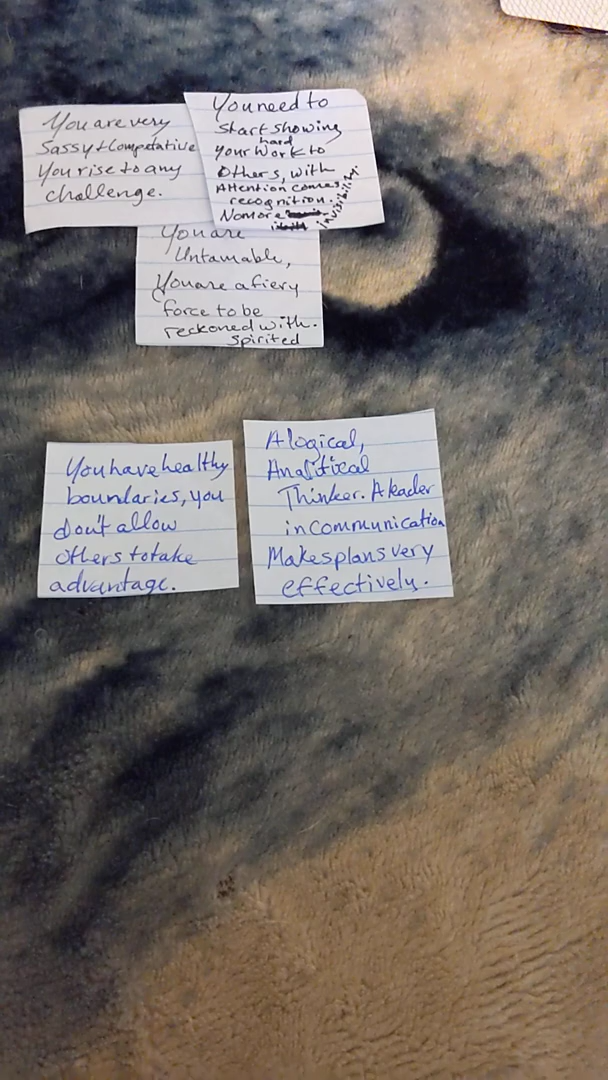 You are very
Sassy + Competative
You rise to any
challenge.
You need to
Start showing
hard
your Work to
Others, with
Attention comes
recognition.
No more
invisibility.
You are
Untamable,
You are a fiery
force to be
reckoned with.
spirited
You have healthy
boundaries, you
don't allow
others to take
advantage.
A logical,
Analitical
Thinker. A leader
in Communication
Makes plans very
effectively.